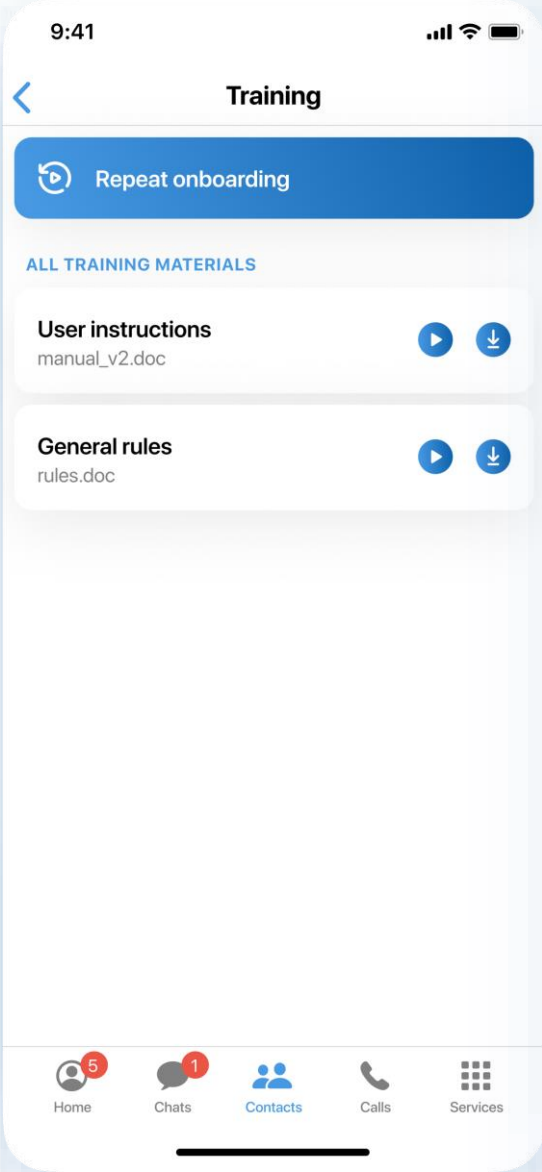 9:41
Training
Repeat onboarding
ALL TRAINING MATERIALS
User instructions
manual_v2.doc
General rules
rules.doc
5
1
Home
Chats
Contacts
Calls
Services